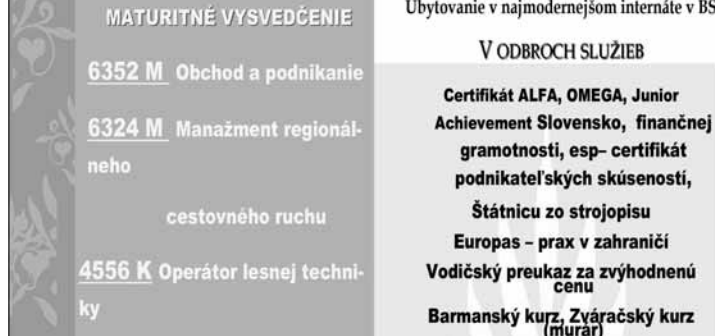 MATURITNÉ VYSVEDČENIE
6352 M Obchod a podnikanie
6324 M Manažment regionál-
neho
cestovného ruchu
4556 K Operátor lesnej techni-
ky
Ubytovanie v najmodernejšom internáte v BS
V ODBROCH SLUŽIEB
Certifikát ALFA, OMEGA, Junior
Achievement Slovensko, finančnej
gramotnosti, esp– certifikát
podnikateľských skúseností,
Štátnicu zo strojopisu
Europas – prax v zahraničí
Vodičský preukaz za zvýhodnenú
cenu
Barmanský kurz, Zváračský kurz
(murár)